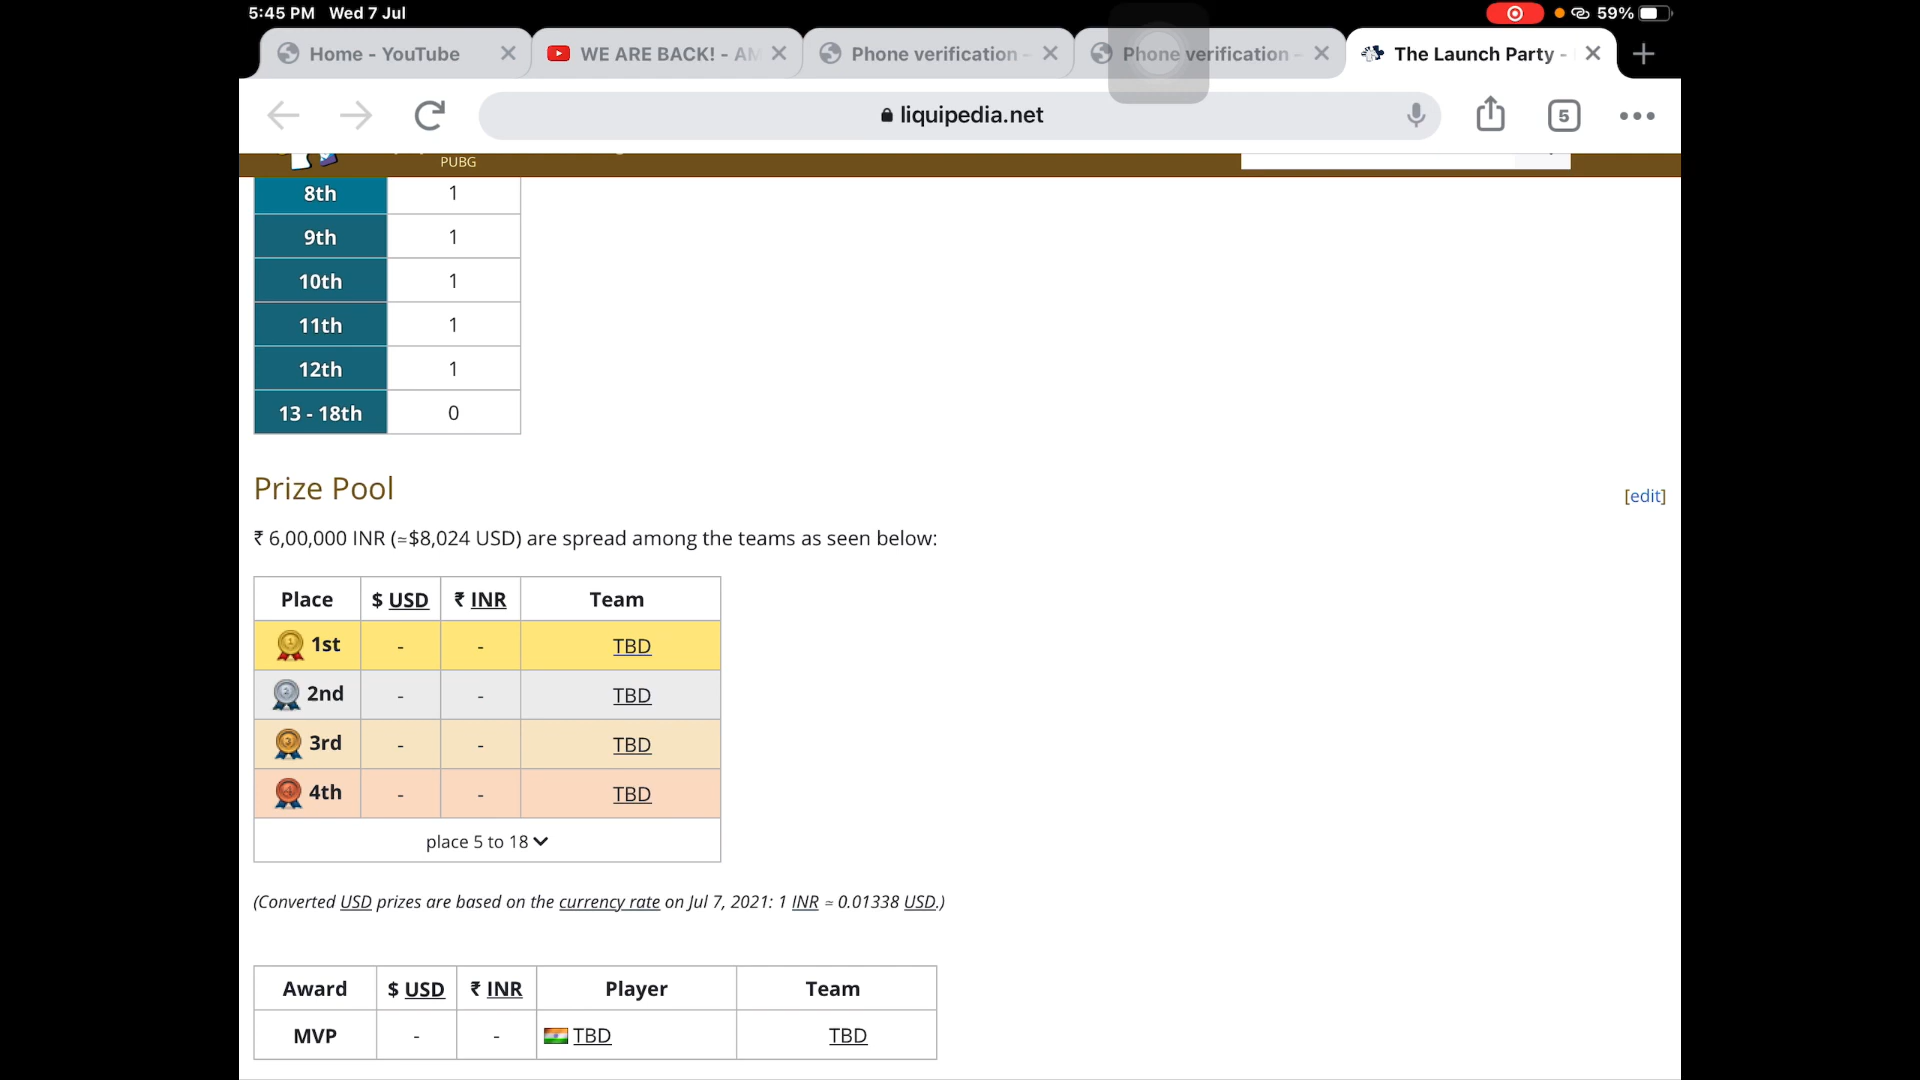 5:45 PM Wed 7 Jul
59%
Home - YouTube
WE ARE BACK! - AM
Phone verification -
Phone verification -
The Launch Party -
liquipedia.net
5
PUBG
8th 1
9th 1
10th 1
11th 1
12th 1
13 - 18th 0
Prize Pool
[edit]
₹ 6,00,000 INR (≈$8,024 USD) are spread among the teams as seen below:
Place $ USD ₹ INR Team
1st - - TBD
2nd - - TBD
3rd - - TBD
4th - - TBD
place 5 to 18
(Converted USD prizes are based on the currency rate on Jul 7, 2021: 1 INR ≈ 0.01338 USD.)
Award $ USD ₹ INR Player Team
MVP - - TBD TBD